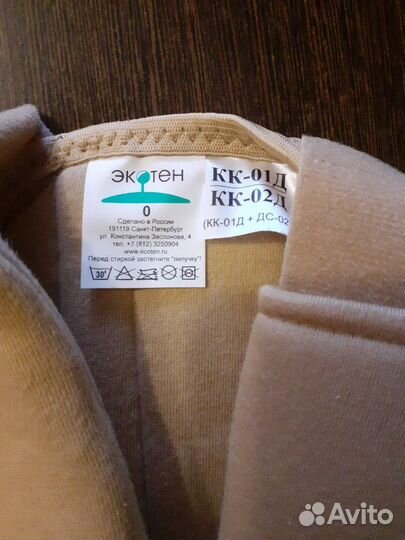 ЭКОТЕН
0
Сделано в России
191119 Санкт-Петербург
ул. Константина Заслонова, 4
тел. +7 (812) 3250904
www.ecoten.ru
Перед стиркой застегните "липучку"!
30°
КК-01Д
КК-02Д
(КК-01Д + ДС-02
Avito